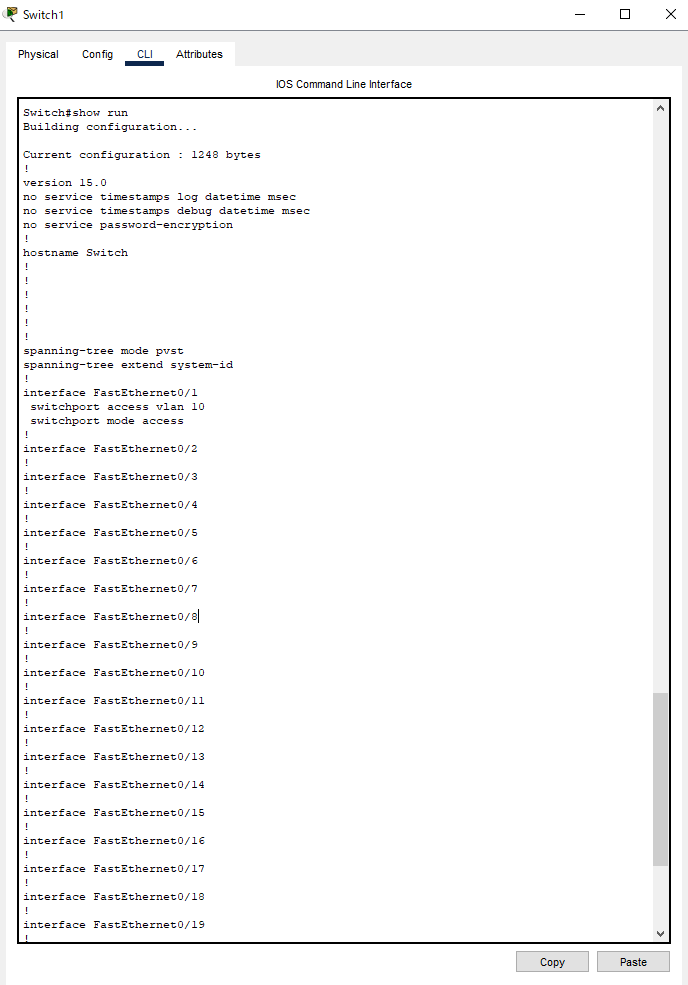 Switch1
Physical Config CLI Attributes
IOS Command Line Interface
Switch#show run
Building configuration...
Current configuration : 1248 bytes
!
version 15.0
no service timestamps log datetime msec
no service timestamps debug datetime msec
no service password-encryption
!
hostname Switch
!
!
!
!
!
!
spanning-tree mode pvst
spanning-tree extend system-id
!
interface FastEthernet0/1
 switchport access vlan 10
 switchport mode access
!
interface FastEthernet0/2
!
interface FastEthernet0/3
!
interface FastEthernet0/4
!
interface FastEthernet0/5
!
interface FastEthernet0/6
!
interface FastEthernet0/7
!
interface FastEthernet0/8
!
interface FastEthernet0/9
!
interface FastEthernet0/10
!
interface FastEthernet0/11
!
interface FastEthernet0/12
!
interface FastEthernet0/13
!
interface FastEthernet0/14
!
interface FastEthernet0/15
!
interface FastEthernet0/16
!
interface FastEthernet0/17
!
interface FastEthernet0/18
!
interface FastEthernet0/19
!
Copy Paste